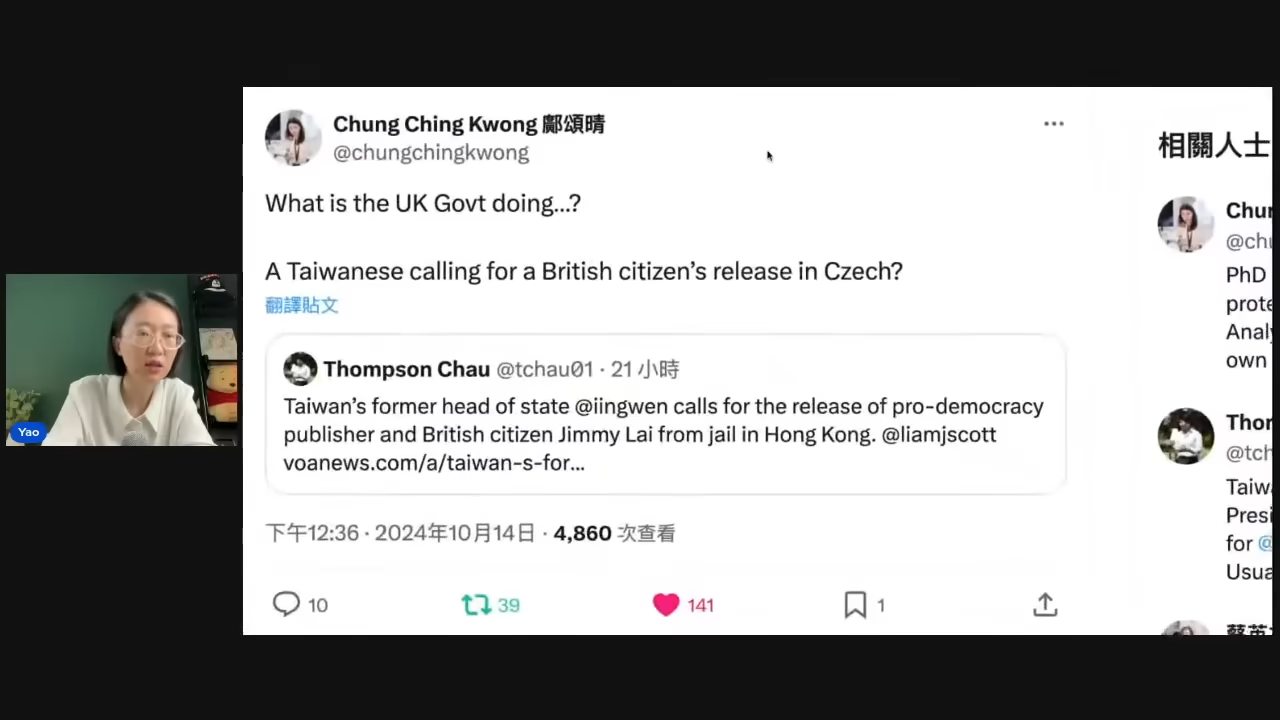 Chung Ching Kwong 鄺頌晴
@chungchingkwong
What is the UK Govt doing...?
A Taiwanese calling for a British citizen's release in Czech?
翻譯貼文
Thompson Chau @tchau01 · 21 小時
Taiwan's former head of state @iingwen calls for the release of pro-democracy
publisher and British citizen Jimmy Lai from jail in Hong Kong. @liamjscott
voanews.com/a/taiwan-s-for...
下午12:36 · 2024年10月14日 · 4,860 次查看
10
39
141
1
相關人士
Chun
@chu
PhD
prote
Analy
own
Thor
@tch
Taiw
Presi
for @
Usua
Yao